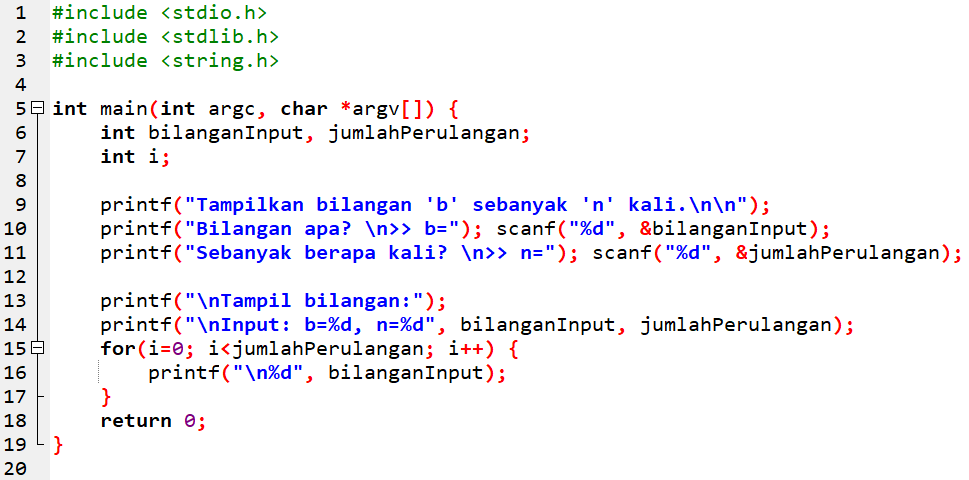 1 #include <stdio.h>
2 #include <stdlib.h>
3 #include <string.h>
4
5 int main(int argc, char *argv[]) {
6 int bilanganInput, jumlahPerulangan;
7 int i;
8
9 printf("Tampilkan bilangan 'b' sebanyak 'n' kali.\n\n");
10 printf("Bilangan apa? \n>> b="); scanf("%d", &bilanganInput);
11 printf("Sebanyak berapa kali? \n>> n="); scanf("%d", &jumlahPerulangan);
12
13 printf("\nTampil bilangan:");
14 printf("\nInput: b=%d, n=%d", bilanganInput, jumlahPerulangan);
15 for(i=0; i<jumlahPerulangan; i++) {
16 printf("\n%d", bilanganInput);
17 }
18 return 0;
19 }
20